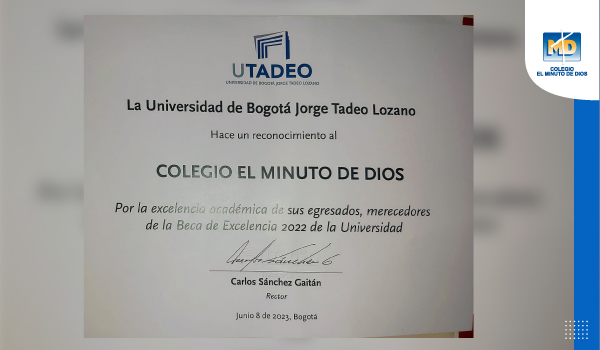 UTADEO
UNIVERSIDAD DE BOGOTÁ JORGE TADEO LOZANO
La Universidad de Bogotá Jorge Tadeo Lozano
Hace un reconocimiento al
COLEGIO EL MINUTO DE DIOS
Por la excelencia académica de sus egresados, merecedores
de la Beca de Excelencia 2022 de la Universidad
Carlos Sánchez Gaitán
Rector
Junio 8 de 2023, Bogotá
MD
COLEGIO
EL MINUTO DE DIOS